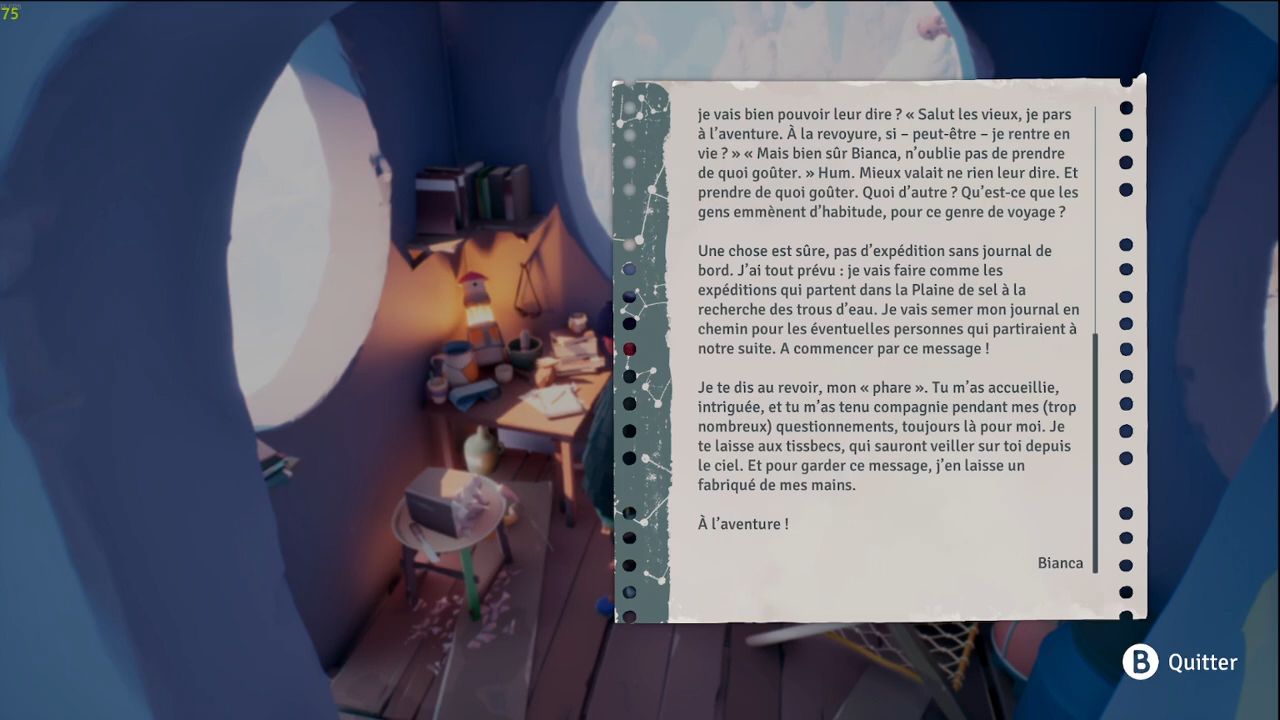 75
je vais bien pouvoir leur dire ? « Salut les vieux, je pars
à l’aventure. À la revoyure, si – peut-être – je rentre en
vie ? » « Mais bien sûr Bianca, n’oublie pas de prendre
de quoi goûter. » Hum. Mieux valait ne rien leur dire. Et
prendre de quoi goûter. Quoi d’autre ? Qu’est-ce que les
gens emmènent d’habitude, pour ce genre de voyage ?
Une chose est sûre, pas d’expédition sans journal de
bord. J’ai tout prévu : je vais faire comme les
expéditions qui partent dans la Plaine de sel à la
recherche des trous d’eau. Je vais semer mon journal en
chemin pour les éventuelles personnes qui partiraient à
notre suite. A commencer par ce message !
Je te dis au revoir, mon « phare ». Tu m’as accueillie,
intriguée, et tu m’as tenu compagnie pendant mes (trop
nombreux) questionnements, toujours là pour moi. Je
te laisse aux tissbecs, qui sauront veiller sur toi depuis
le ciel. Et pour garder ce message, j’en laisse un
fabriqué de mes mains.
À l’aventure !
Bianca
B Quitter